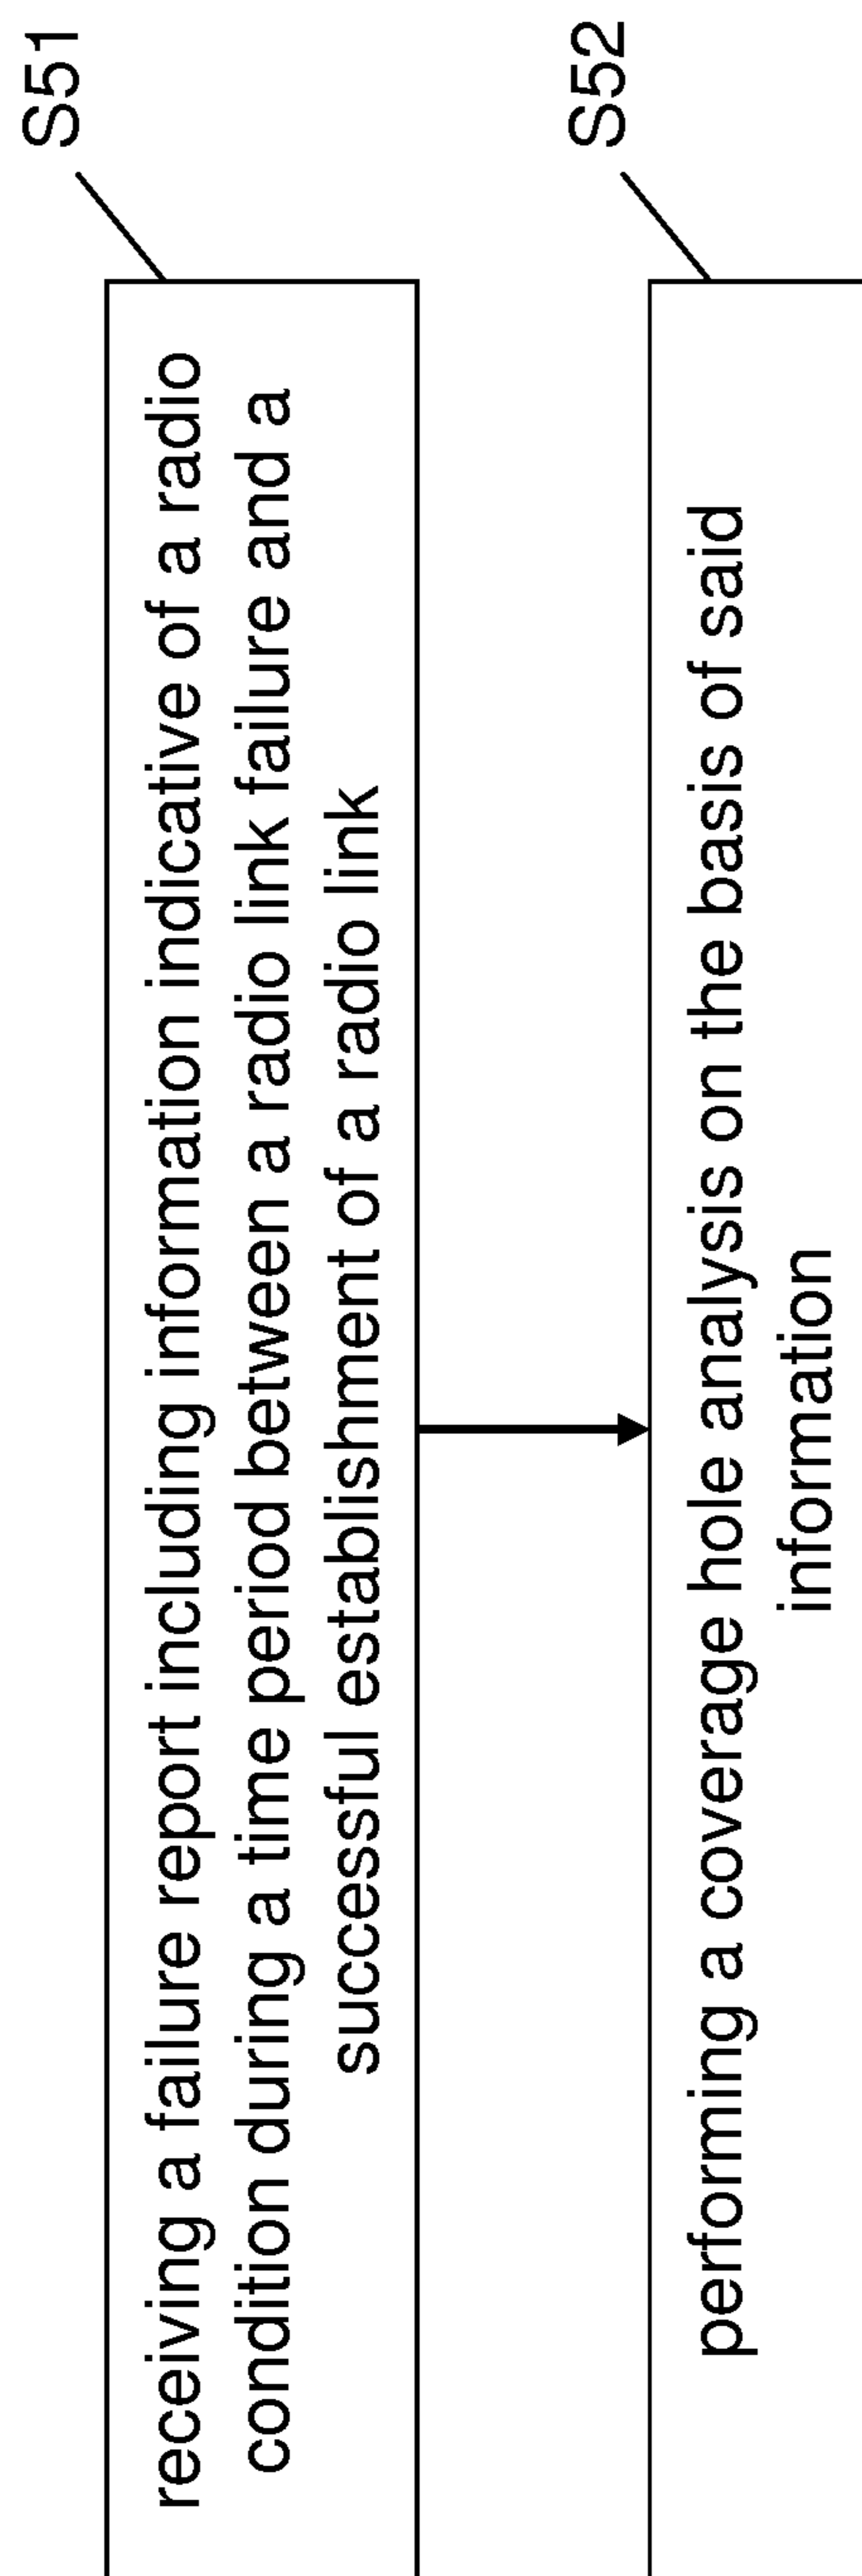 S51
receiving a failure report including information indicative of a radio
condition during a time period between a radio link failure and a
successful establishment of a radio link
S52
performing a coverage hole analysis on the basis of said
information